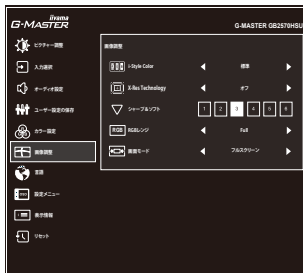 iiyama
G-MASTER
G-MASTER GB2570HSU
ピクチャー調整
入力選択
オーディオ設定
ユーザー設定の保存
カラー設定
画像調整
言語
設定メニュー
表示情報
リセット
画像調整
i-Style Color 標準
X-Res Technology オフ
シャープ&ソフト 1 2 3 4 5 6
RGB RGBレンジ Full
画面モード フルスクリーン